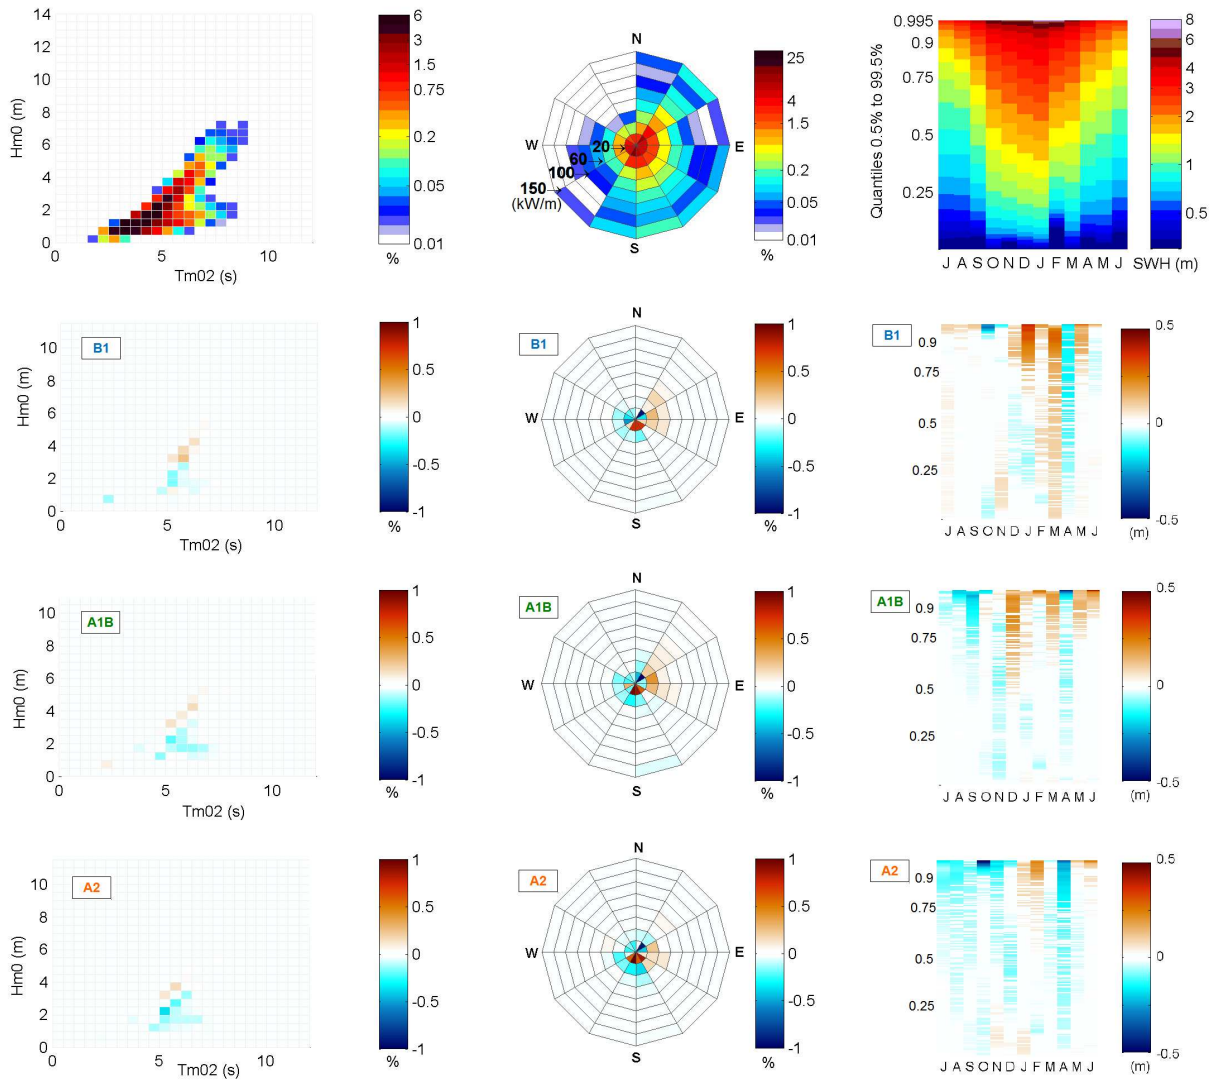 14
12
10
8
6
4
2
0
Hm0 (m)
5
10
Tm02 (s)
6
3
0.75
0.2
0.05
0.01
%
N
W
E
S
20
60
100
150
(kW/m)
25
4
1.5
0.2
0.05
0.01
%
Quantiles 0.5% to 99.5%
0.995
0.9
0.75
0.5
0.25
J A S O N D J F M A M J
8
6
4
3
2
1
0.5
SWH (m)
B1
10
8
6
4
2
0
Hm0 (m)
0
5
10
Tm02 (s)
1
0.5
0
-0.5
-1
%
B1
N
W
E
S
1
0.5
0
-0.5
-1
%
B1
0.9
0.75
0.5
0.25
J A S O N D J F M A M J
0.5
0
-0.5
(m)
A1B
10
8
6
4
2
0
Hm0 (m)
0
5
10
Tm02 (s)
1
0.5
0
-0.5
-1
%
A1B
N
W
E
S
1
0.5
0
-0.5
-1
%
A1B
0.9
0.75
0.5
0.25
J A S O N D J F M A M J
0.5
0
-0.5
(m)
A2
10
8
6
4
2
0
Hm0 (m)
0
5
10
Tm02 (s)
1
0.5
0
-0.5
-1
%
A2
N
W
E
S
1
0.5
0
-0.5
-1
%
A2
0.9
0.75
0.5
0.25
J A S O N D J F M A M J
0.5
0
-0.5
(m)